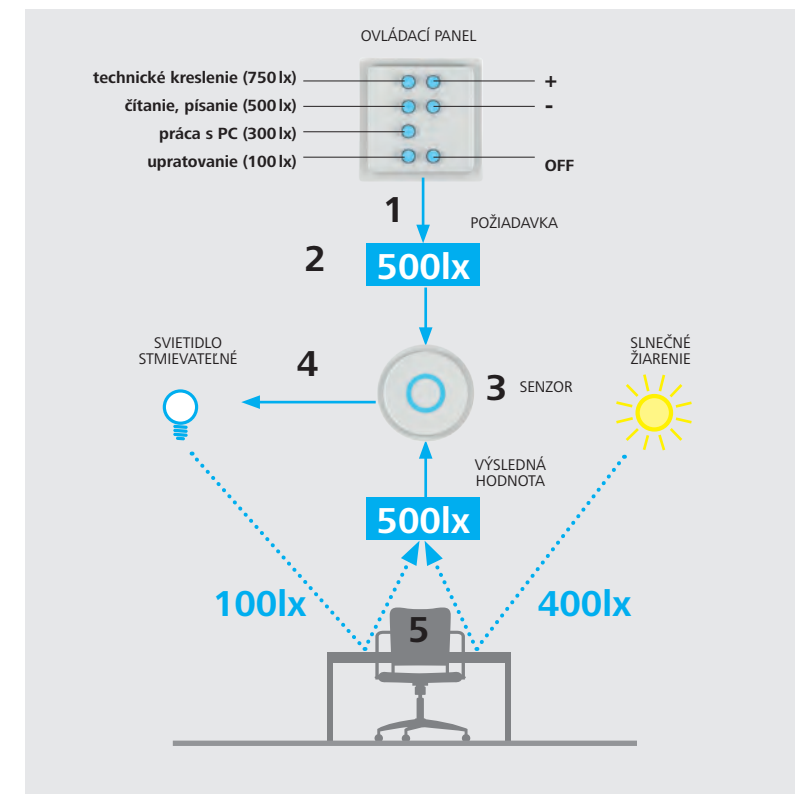 OVLÁDACÍ PANEL
technické kreslenie (750 lx)
+
čítanie, písanie (500 lx)
-
práca s PC (300 lx)
upratovanie (100 lx)
OFF
1
POŽIADAVKA
2
500lx
SVIETIDLO
STMIEVATEĽNÉ
4
3
SENZOR
SLNEČNÉ
ŽIARENIE
VÝSLEDNÁ
HODNOTA
500lx
100lx
400lx
5